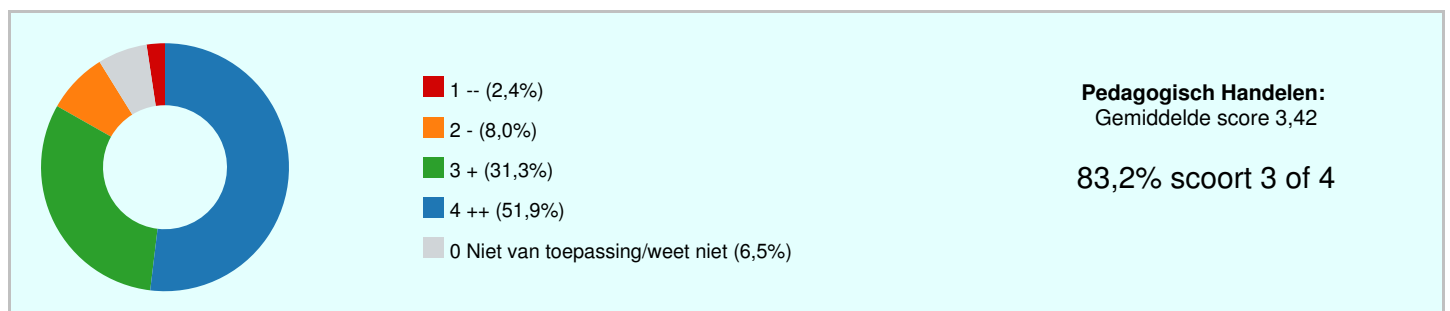 1 -- (2,4%)
2 - (8,0%)
3 + (31,3%)
4 ++ (51,9%)
0 Niet van toepassing/weet niet (6,5%)
Pedagogisch Handelen:
Gemiddelde score 3,42
83,2% scoort 3 of 4